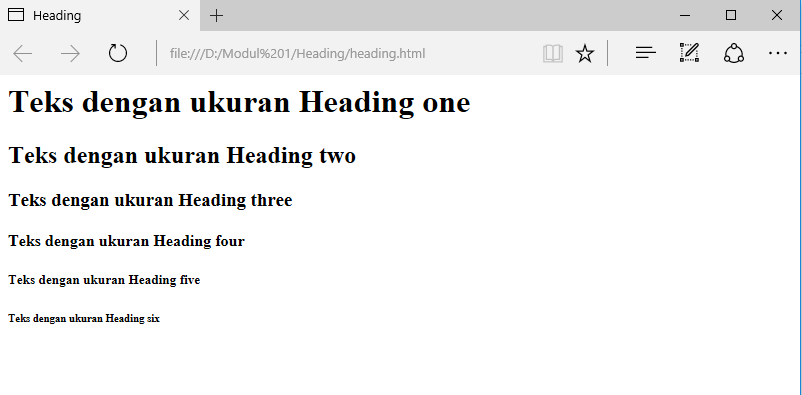 Heading
file:///D:/Modul%201/Heading/heading.html
Teks dengan ukuran Heading one
Teks dengan ukuran Heading two
Teks dengan ukuran Heading three
Teks dengan ukuran Heading four
Teks dengan ukuran Heading five
Teks dengan ukuran Heading six